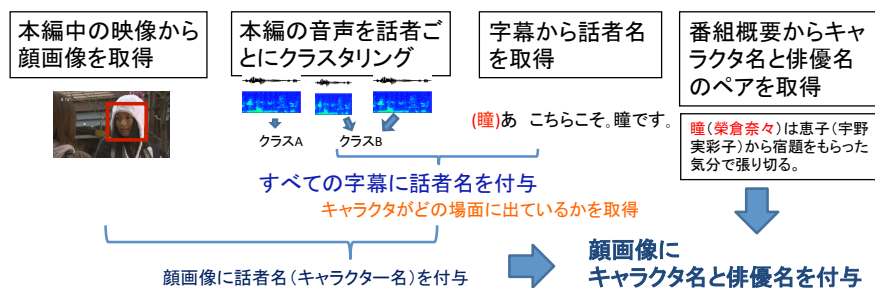 本編中の映像から
顔画像を取得
本編の音声を話者ご
とにクラスタリング
字幕から話者名
を取得
番組概要からキャ
ラクタ名と俳優名
のペアを取得
クラスA
クラスB
(瞳)あ こちらこそ。瞳です。
瞳(榮倉奈々)は恵子(宇野
実彩子)から宿題をもらった
気分で張り切る。
すべての字幕に話者名を付与
キャラクタがどの場面に出ているかを取得
顔画像に話者名(キャラクター名)を付与
顔画像に
キャラクタ名と俳優名を付与